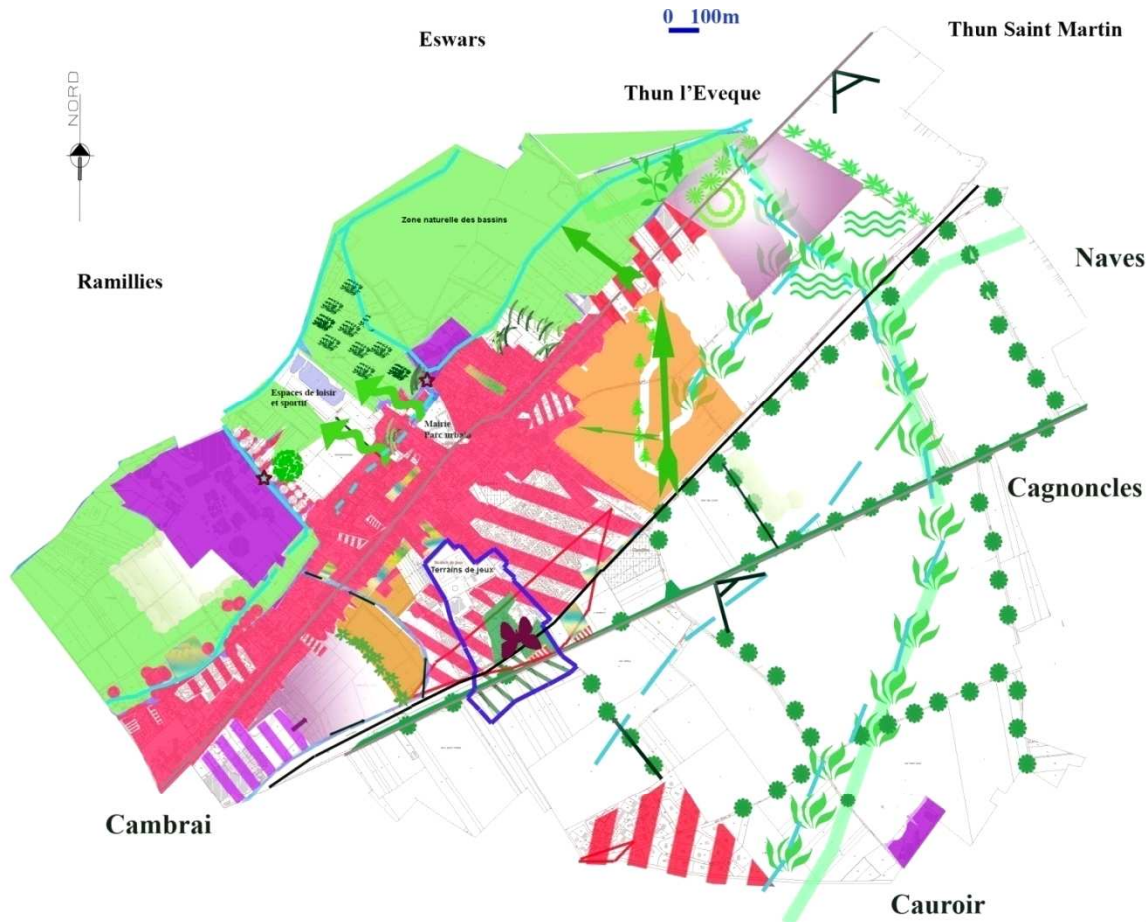 0 100m
Eswars
Thun Saint Martin
NORD
Thun l'Eveque
Zone naturelle des bassins
Naves
Ramillies
Espaces de loisir
et sportif
Mairie
Parc urbain
Cagnoncles
Terrains de jeux
Cambrai
Cauroir